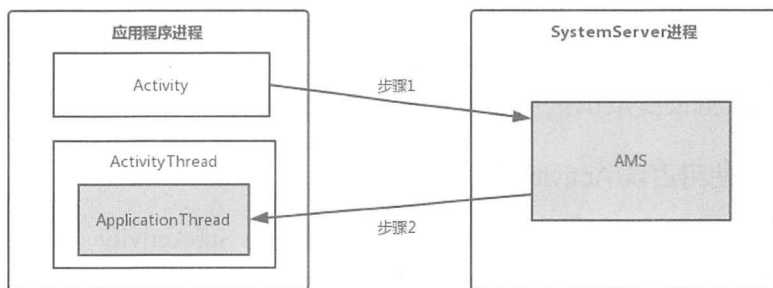 应用程序进程
SystemServer进程
Activity
步骤1
AMS
ActivityThread
ApplicationThread
步骤2